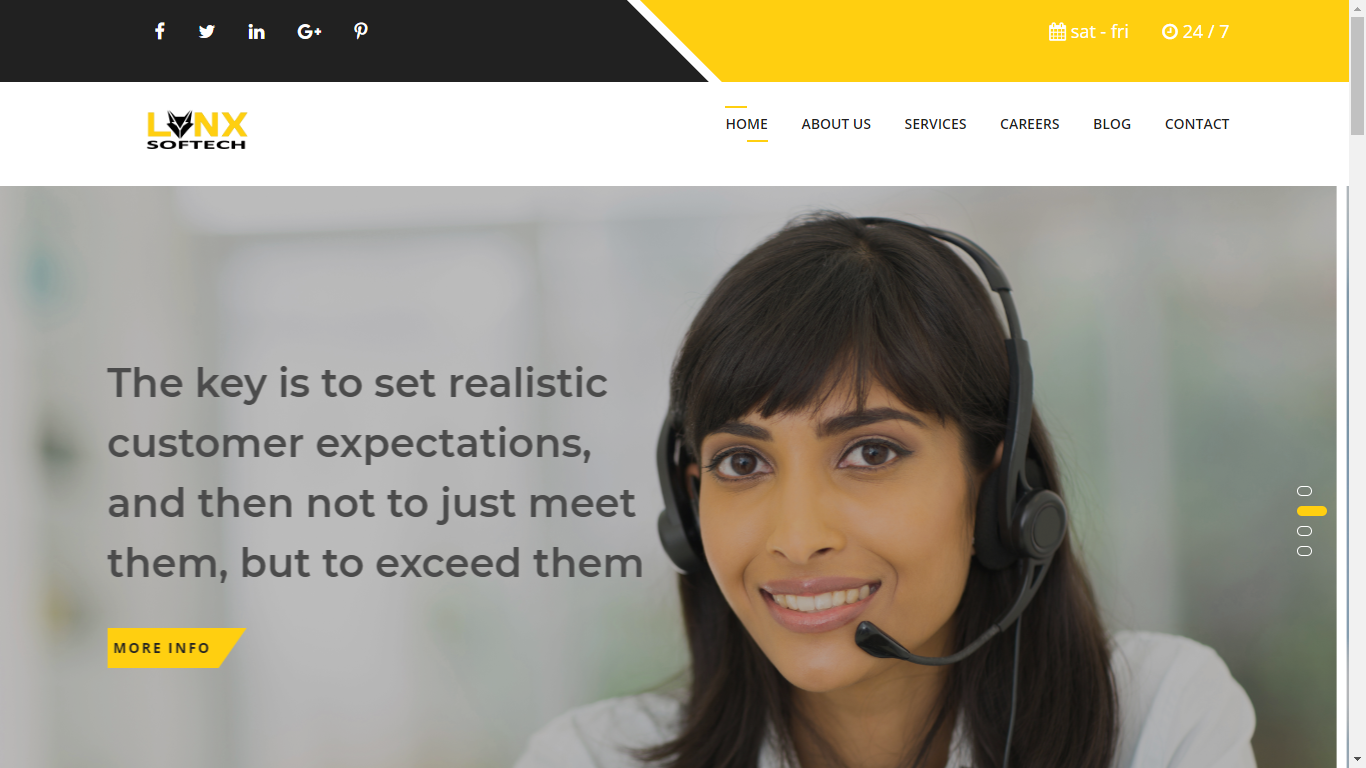 sat - fri
24 / 7
LYNX
SOFTECH
HOME
ABOUT US
SERVICES
CAREERS
BLOG
CONTACT
The key is to set realistic
customer expectations,
and then not to just meet
them, but to exceed them
MORE INFO